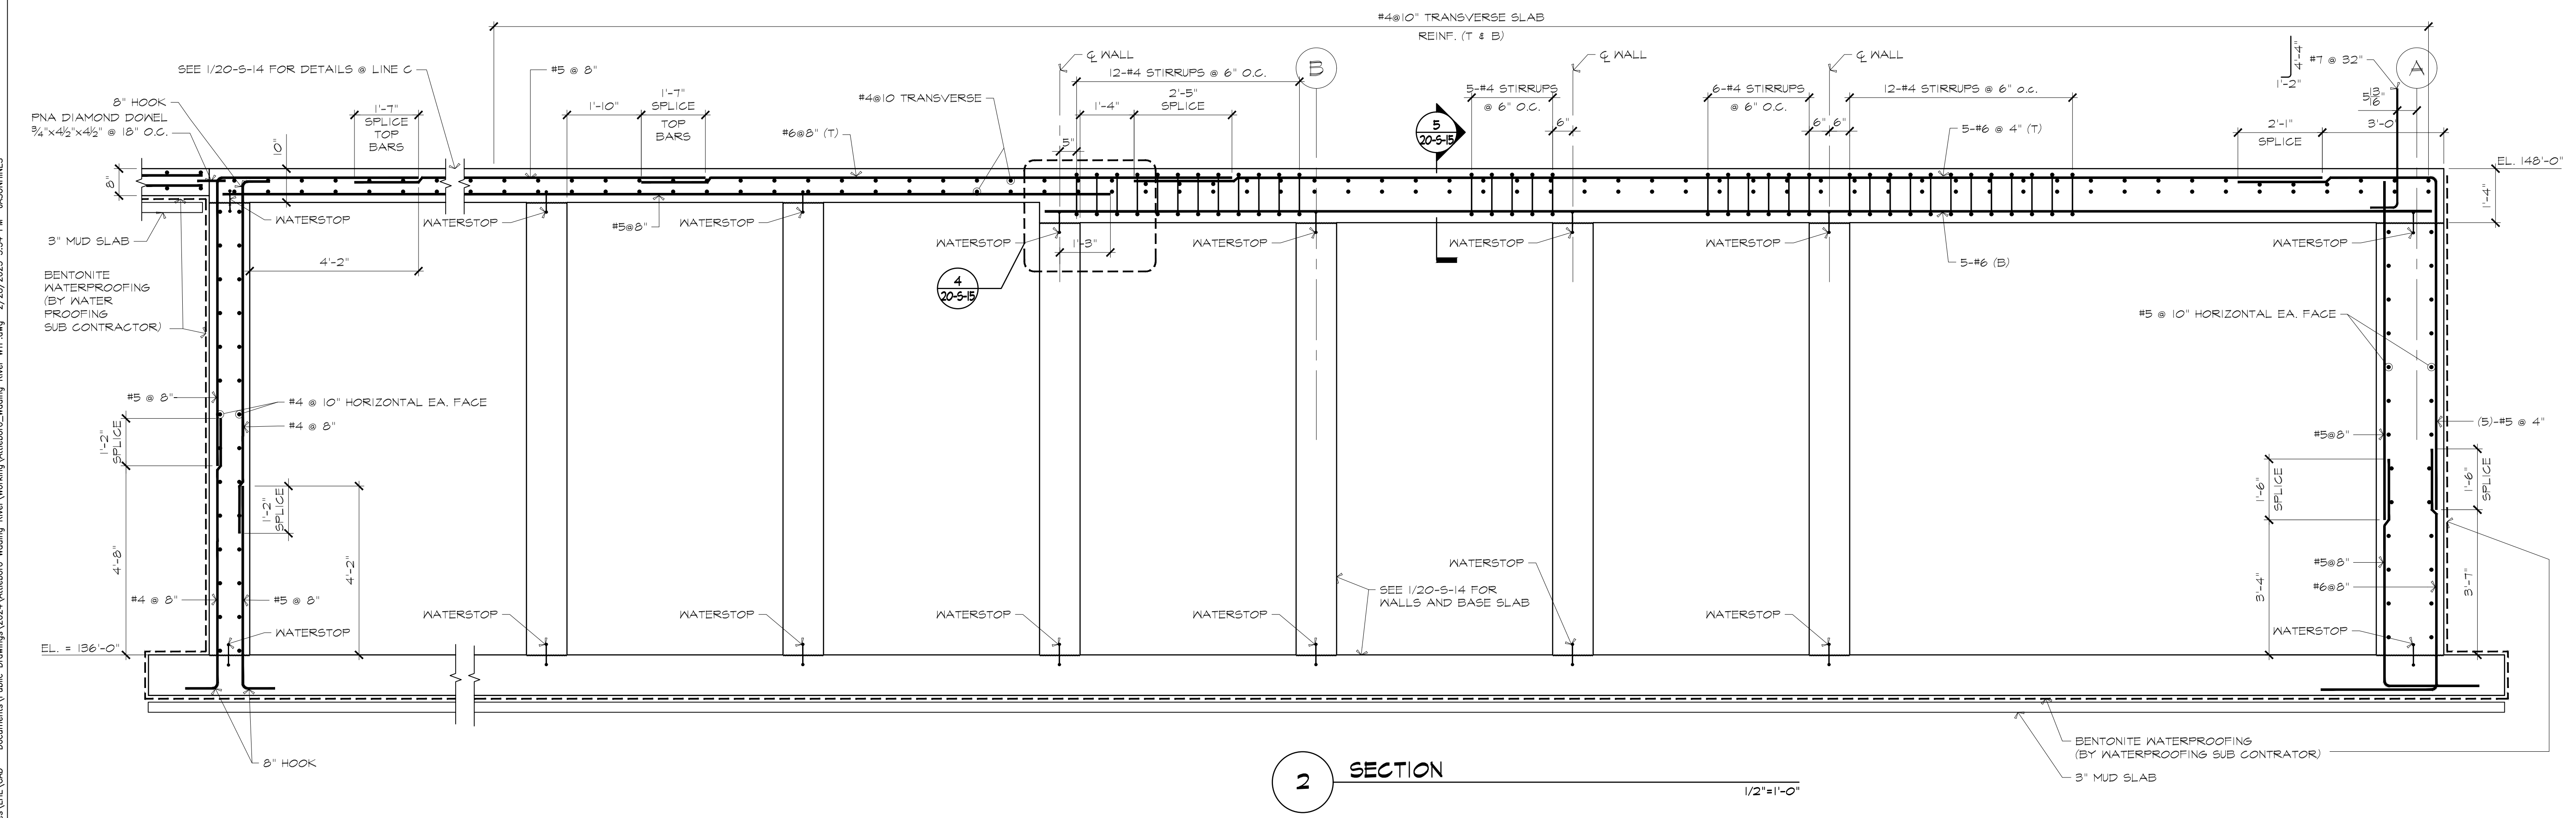 #4@10" TRANSVERSE SLAB
REINF. (T & B)
SEE 1/20-S-14 FOR DETAILS @ LINE C
#5 @ 8"
℄ WALL
B
℄ WALL
℄ WALL
4'-4"
1'-2"
#7 @ 32"
A
5 13/16"
8" HOOK
PNA DIAMOND DOWEL
¾"x4½"x4½" @ 18" O.C.
10"
8"
1'-7"
SPLICE
TOP
BARS
1'-10"
1'-7"
SPLICE
TOP
BARS
#6@8" (T)
#4@10 TRANSVERSE
12-#4 STIRRUPS @ 6" O.C.
5"
1'-4"
2'-5"
SPLICE
5
20-S-15
5-#4 STIRRUPS
@ 6" O.C.
6"
6-#4 STIRRUPS
@ 6" O.C.
6"
6"
12-#4 STIRRUPS @ 6" o.c.
5-#6 @ 4" (T)
2'-1"
SPLICE
3'-0"
EL. 148'-0"
1'-4"
WATERSTOP
WATERSTOP
#5@8"
WATERSTOP
WATERSTOP
1'-3"
WATERSTOP
WATERSTOP
WATERSTOP
WATERSTOP
3" MUD SLAB
4'-2"
5-#6 (B)
BENTONITE
WATERPROOFING
(BY WATER
PROOFING
SUB CONTRACTOR)
4
20-S-15
#5 @ 10" HORIZONTAL EA. FACE
#5 @ 8"
#4 @ 10" HORIZONTAL EA. FACE
#4 @ 8"
1'-2"
SPLICE
#5@8"
(5)-#5 @ 4"
1'-2"
SPLICE
1'-6"
SPLICE
1'-6"
SPLICE
4'-8"
4'-2"
#4 @ 8"
#5 @ 8"
WATERSTOP
SEE 1/20-S-14 FOR
WALLS AND BASE SLAB
#5@8"
#6@8"
3'-4"
3'-7"
WATERSTOP
WATERSTOP
WATERSTOP
WATERSTOP
WATERSTOP
WATERSTOP
WATERSTOP
EL. = 136'-0"
8" HOOK
BENTONITE WATERPROOFING
(BY WATERPROOFING SUB CONTRATOR)
3" MUD SLAB
2
SECTION
1/2"=1'-0"